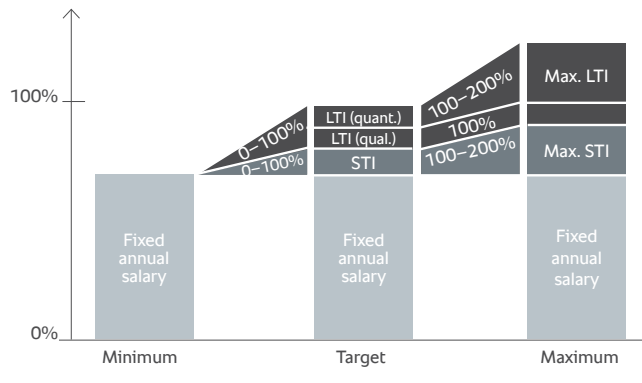 100%
0%
Fixed
annual
salary
Minimum
0–100%
0–100%
LTI (quant.)
LTI (qual.)
STI
Fixed
annual
salary
Target
100–200%
100%
100–200%
Max. LTI
Max. STI
Fixed
annual
salary
Maximum